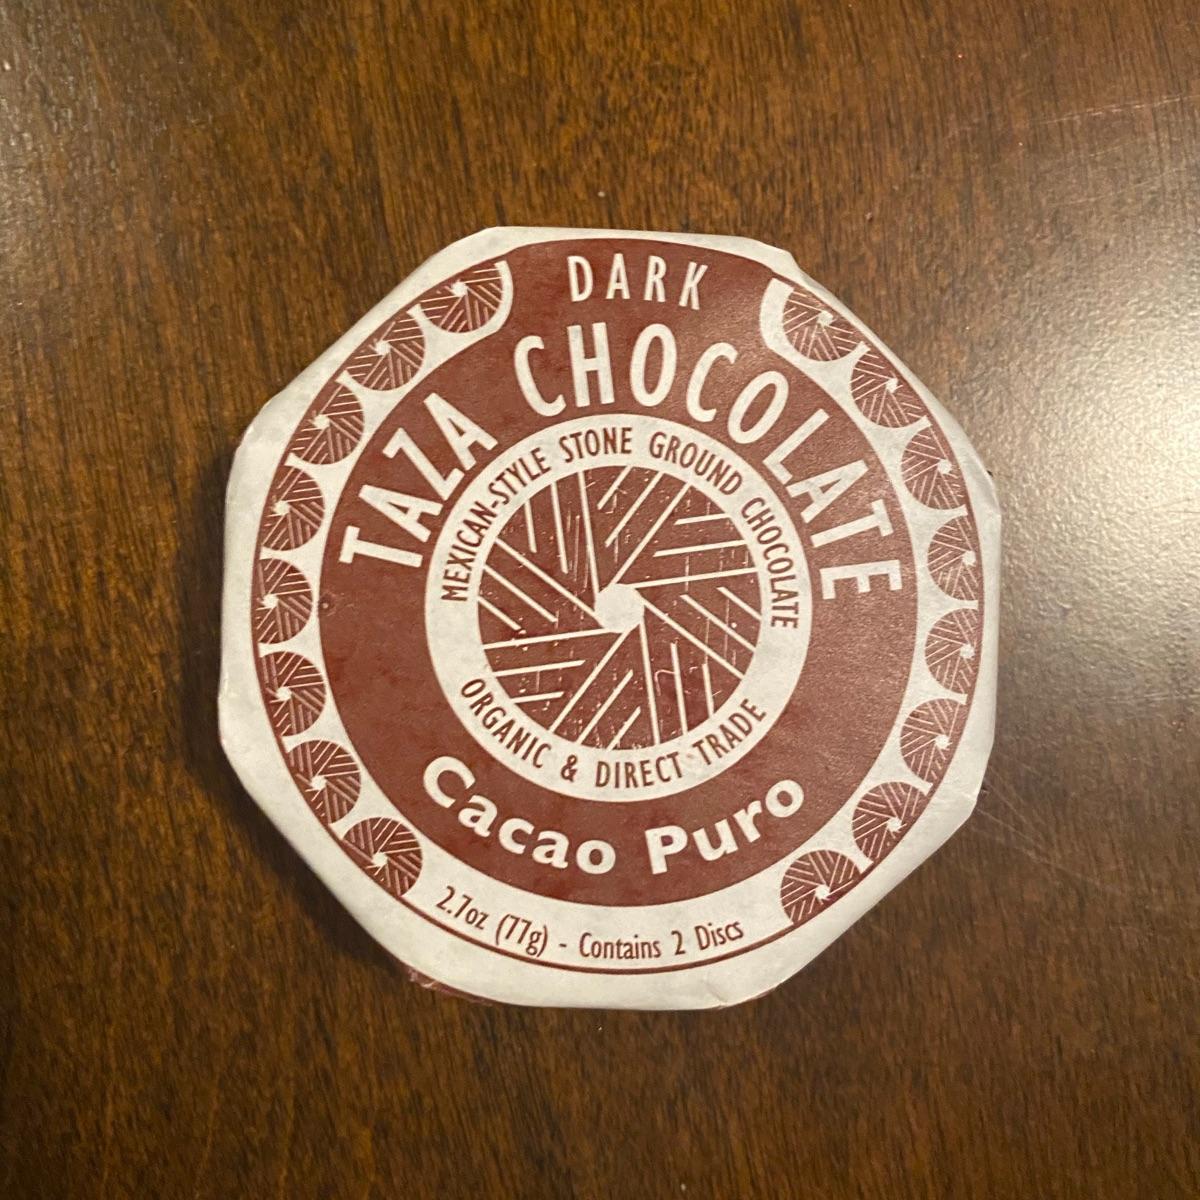 DARK
TAZA CHOCOLATE
MEXICAN-STYLE STONE GROUND CHOCOLATE
ORGANIC & DIRECT TRADE
Cacao Puro
2.7oz (77g) - Contains 2 Discs